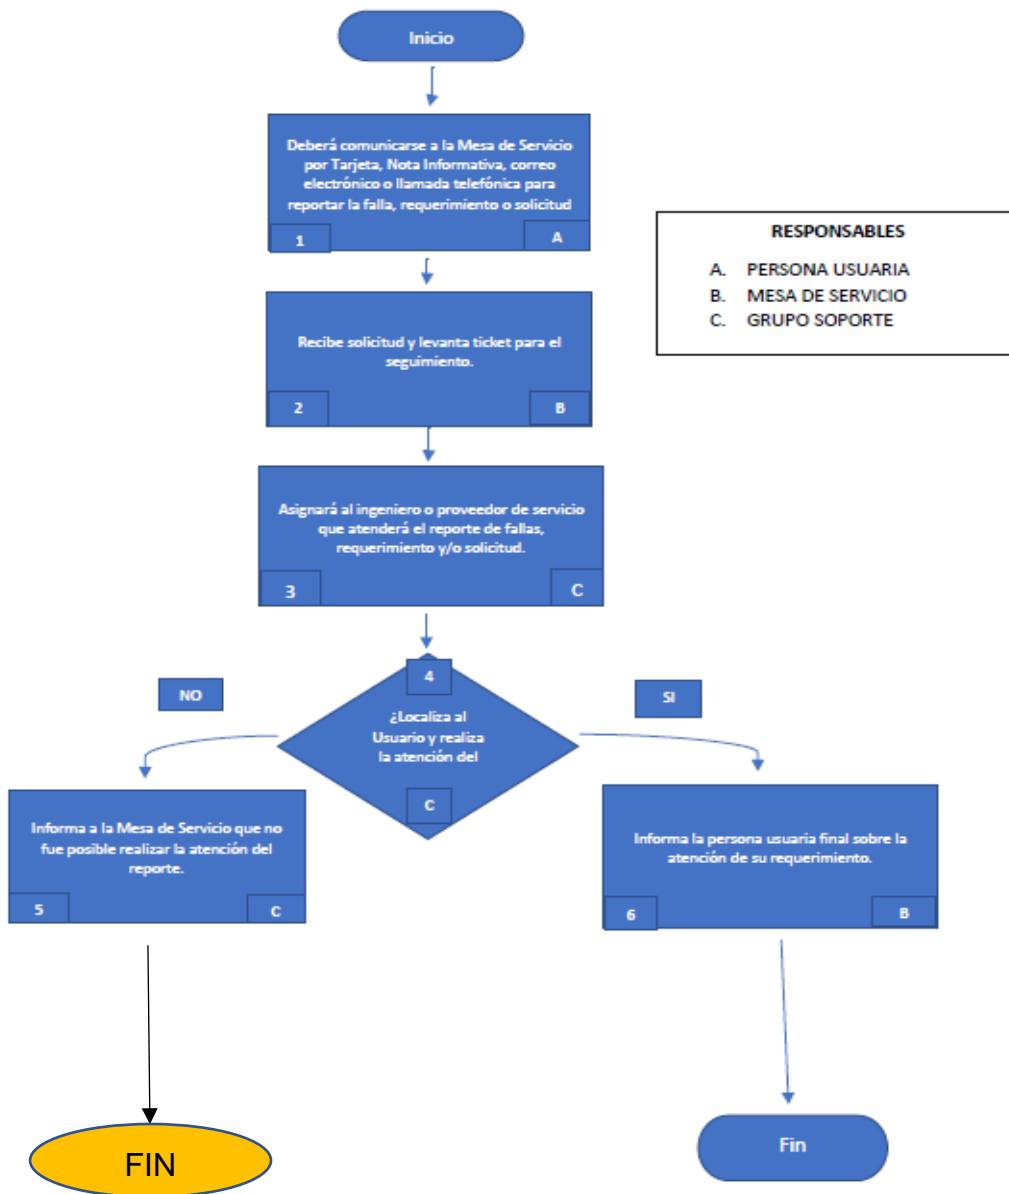 Inicio
Deberá comunicarse a la Mesa de Servicio
por Tarjeta, Nota Informativa, correo
electrónico o llamada telefónica para
reportar la falla, requerimiento o solicitud
1
A
RESPONSABLES
A. PERSONA USUARIA
B. MESA DE SERVICIO
C. GRUPO SOPORTE
Recibe solicitud y levanta ticket para el
seguimiento.
2
B
Asignará al ingeniero o proveedor de servicio
que atenderá el reporte de fallas,
requerimiento y/o solicitud.
3
C
4
¿Localiza al
Usuario y realiza
la atención del
C
NO
SI
Informa a la Mesa de Servicio que no
fue posible realizar la atención del
reporte.
5
C
Informa la persona usuaria final sobre la
atención de su requerimiento.
6
B
FIN
Fin